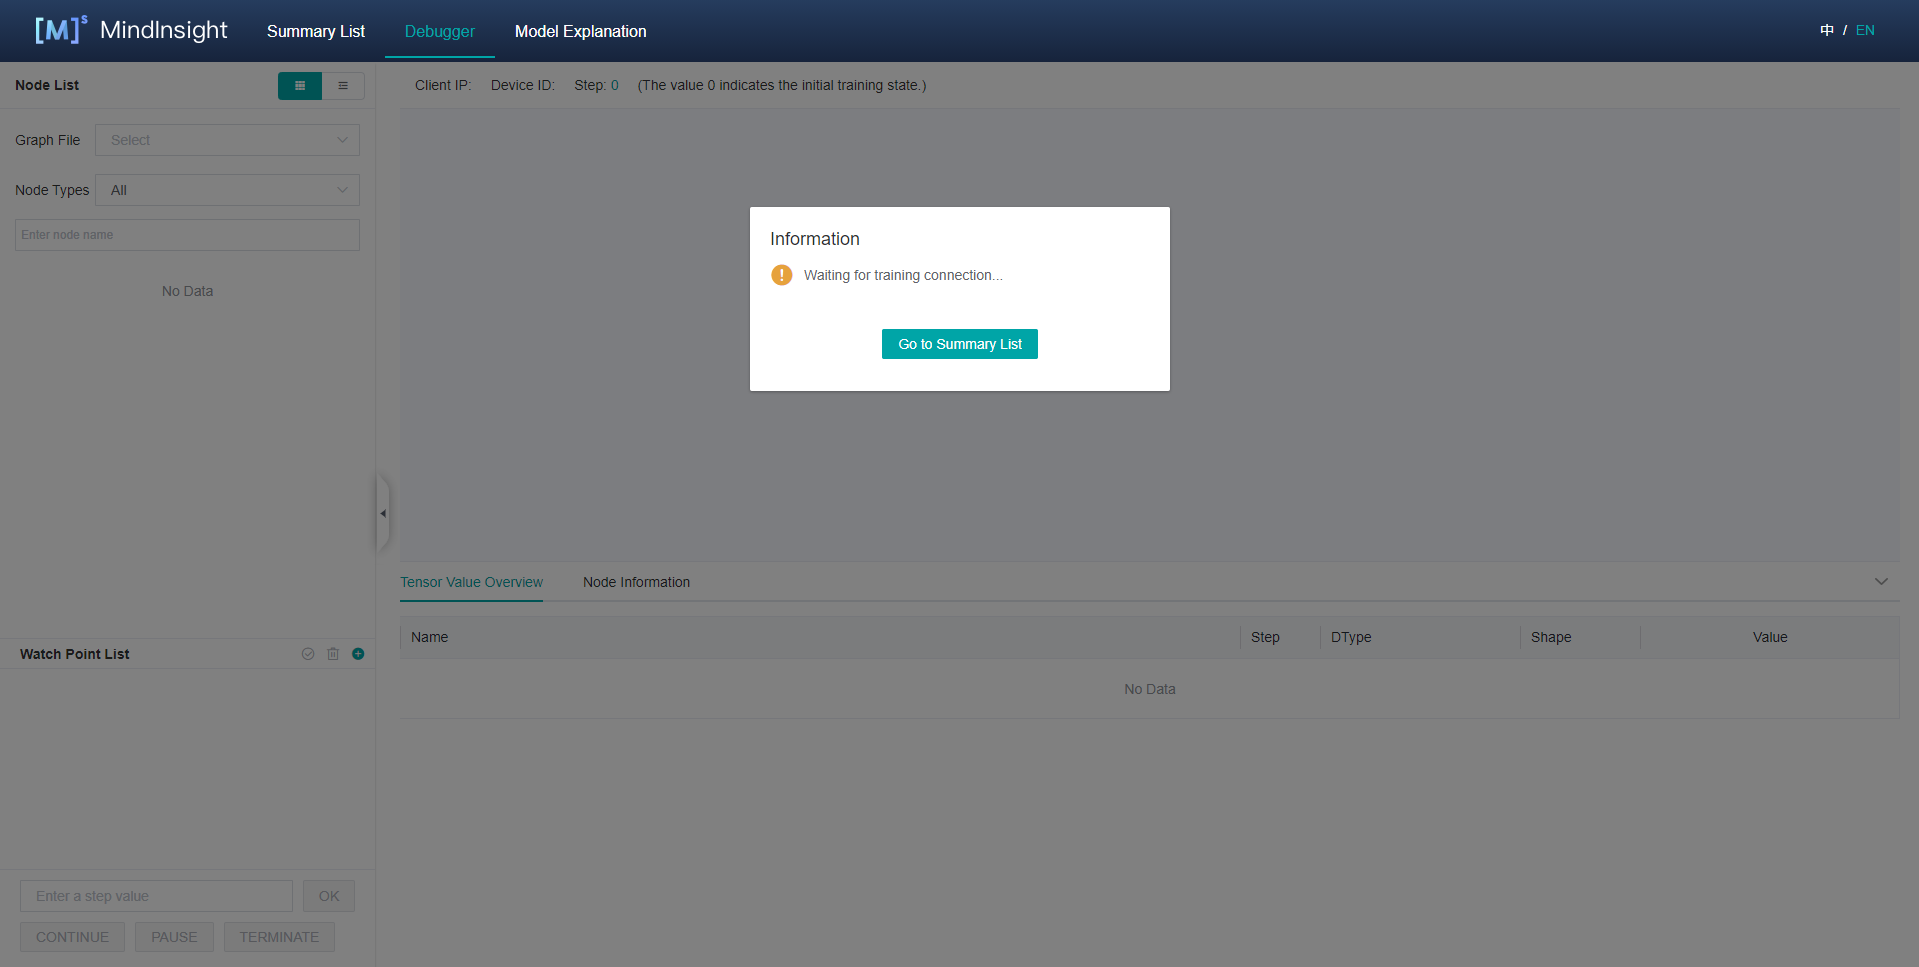 [M]s MindInsight Summary List Debugger Model Explanation 中 / EN
Node List
Client IP: Device ID: Step: 0 (The value 0 indicates the initial training state.)
Graph File Select
Node Types All
Enter node name
No Data
Information
! Waiting for training connection...
Go to Summary List
Tensor Value Overview Node Information
Name Step DType Shape Value
No Data
Watch Point List
Enter a step value OK
CONTINUE PAUSE TERMINATE